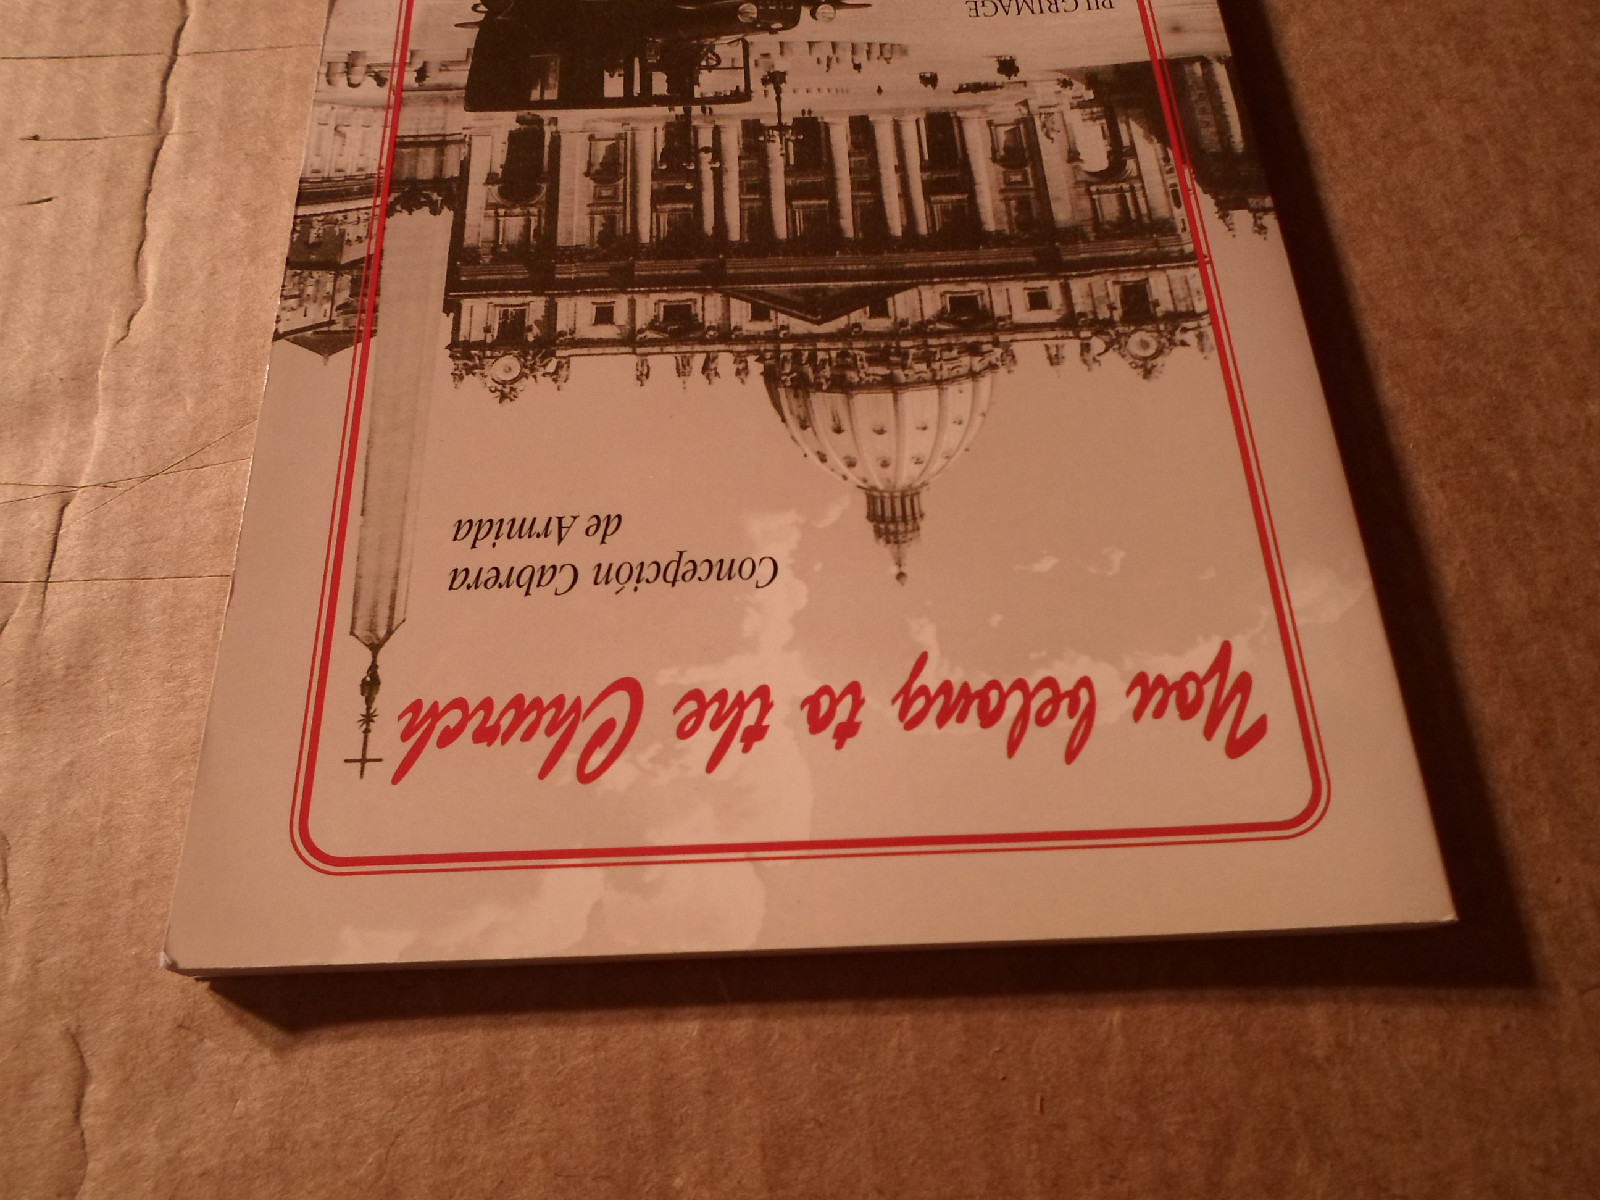 You belong to the Church
Concepción Cabrera
de Armida
PILGRIMAGE